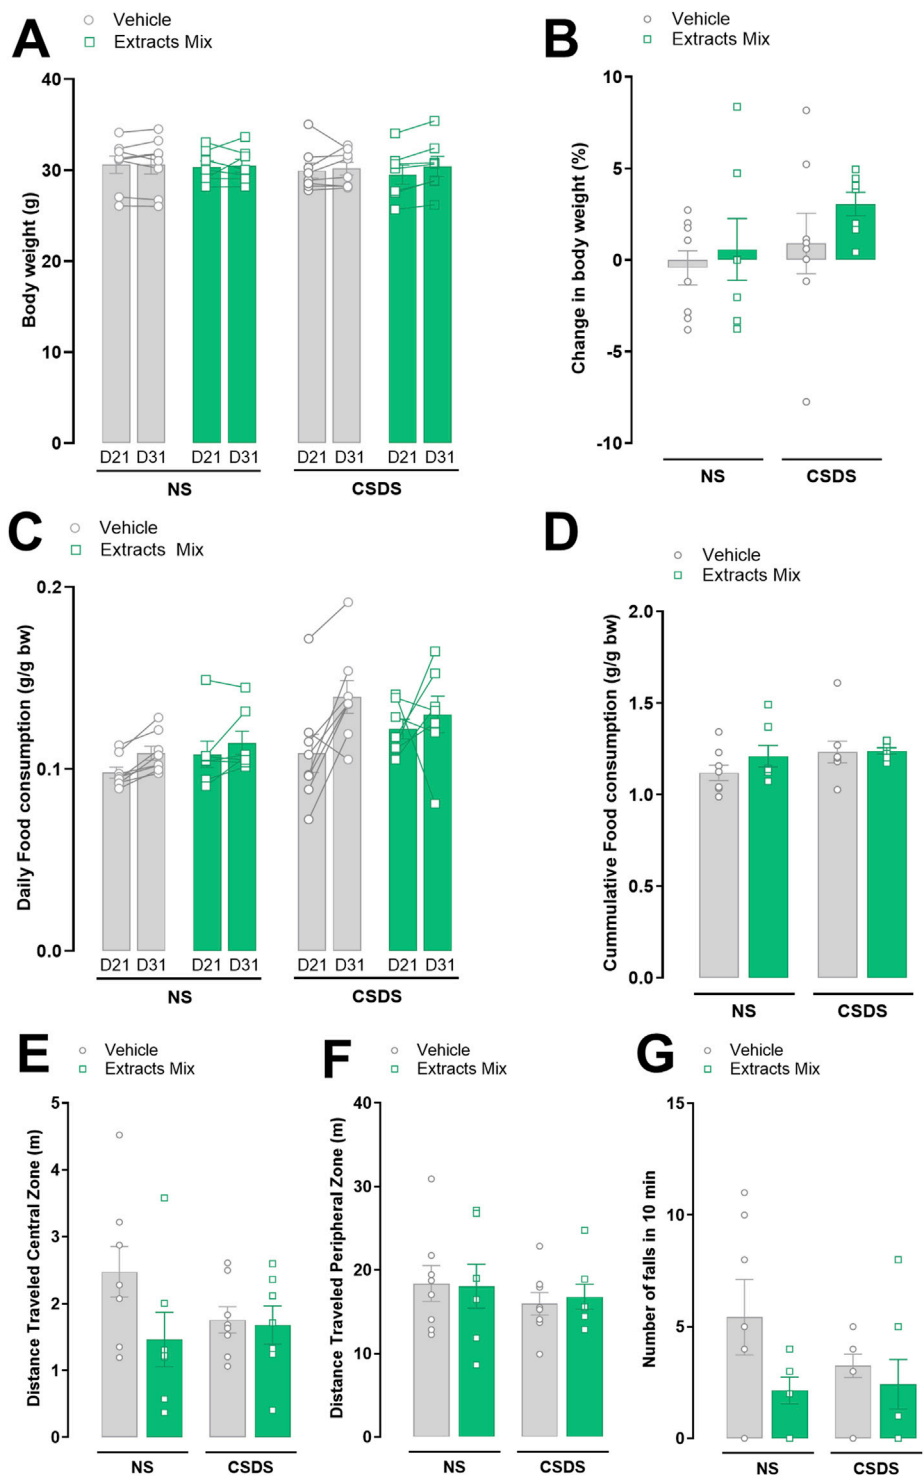 A
Vehicle
Extracts Mix
Body weight (g)
40
30
20
10
0
D21 D31 D21 D31 D21 D31 D21 D31
NS CSDS
B
Vehicle
Extracts Mix
Change in body weight (%)
10
5
0
-5
-10
NS CSDS
C
Vehicle
Extracts Mix
Daily Food consumption (g/g bw)
0.2
0.1
0.0
D21 D31 D21 D31 D21 D31 D21 D31
NS CSDS
D
Vehicle
Extracts Mix
Cummulative Food consumption (g/g bw)
2.0
1.5
1.0
0.5
0.0
NS CSDS
E
Vehicle
Extracts Mix
Distance Traveled Central Zone (m)
5
4
3
2
1
0
NS CSDS
F
Vehicle
Extracts Mix
Distance Traveled Peripheral Zone (m)
40
30
20
10
0
NS CSDS
G
Vehicle
Extracts Mix
Number of falls in 10 min
15
10
5
0
NS CSDS